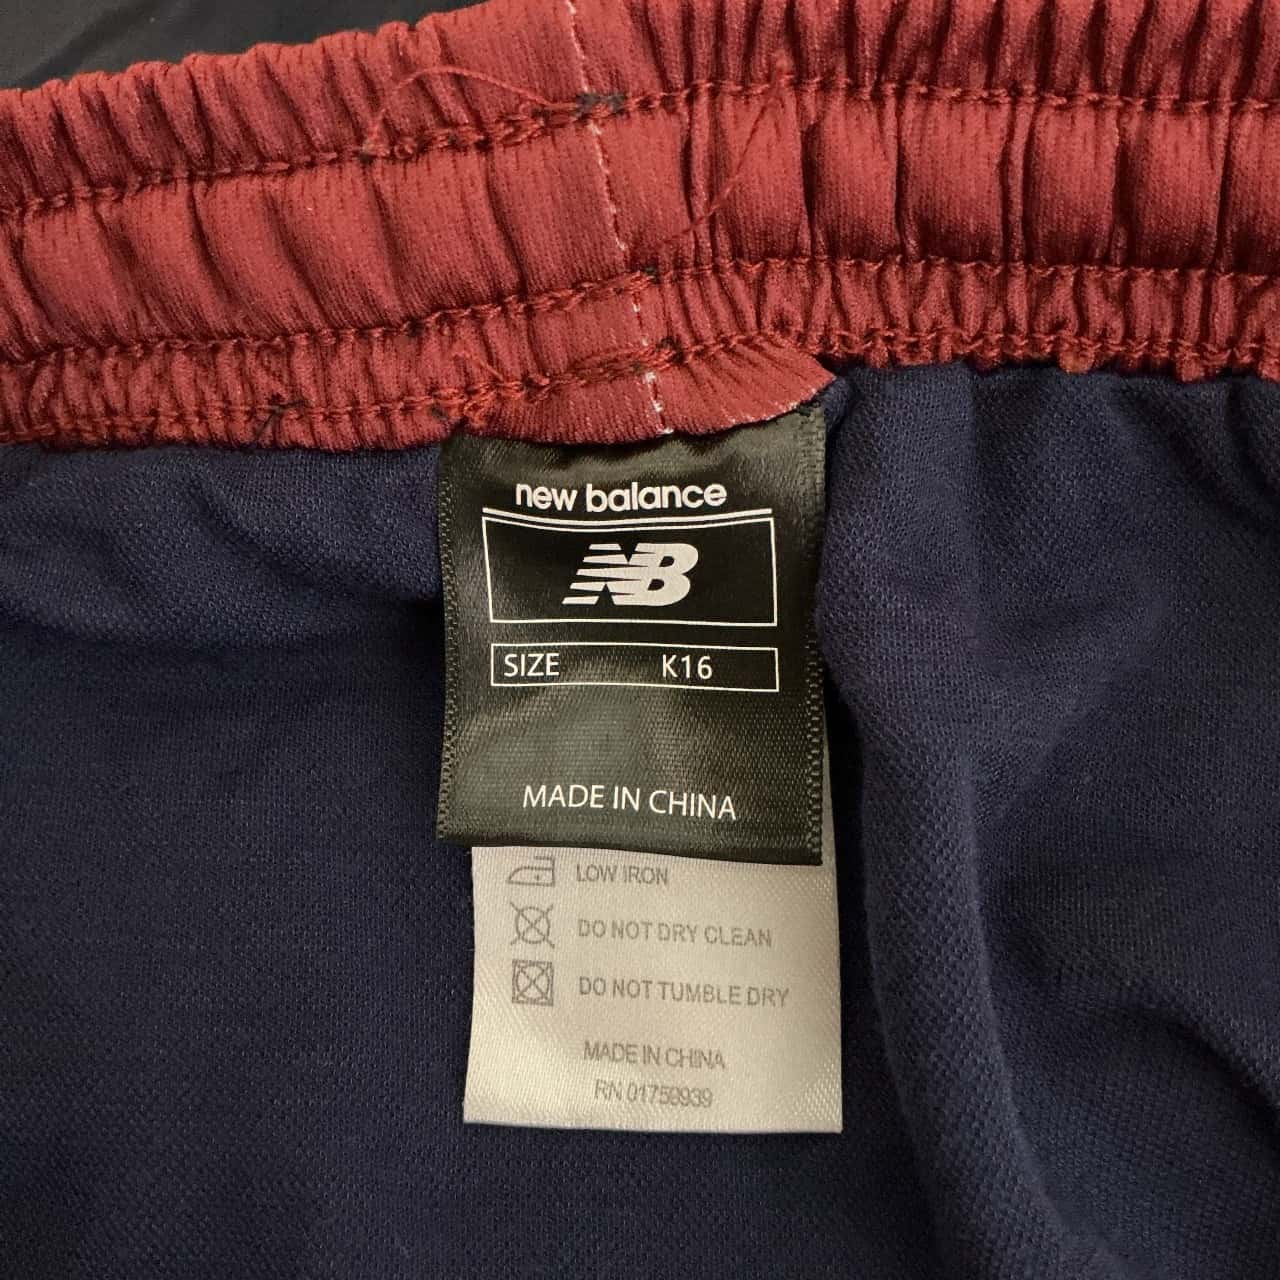 new balance
NB
SIZE K16
MADE IN CHINA
LOW IRON
DO NOT DRY CLEAN
DO NOT TUMBLE DRY
MADE IN CHINA
RN 01759939